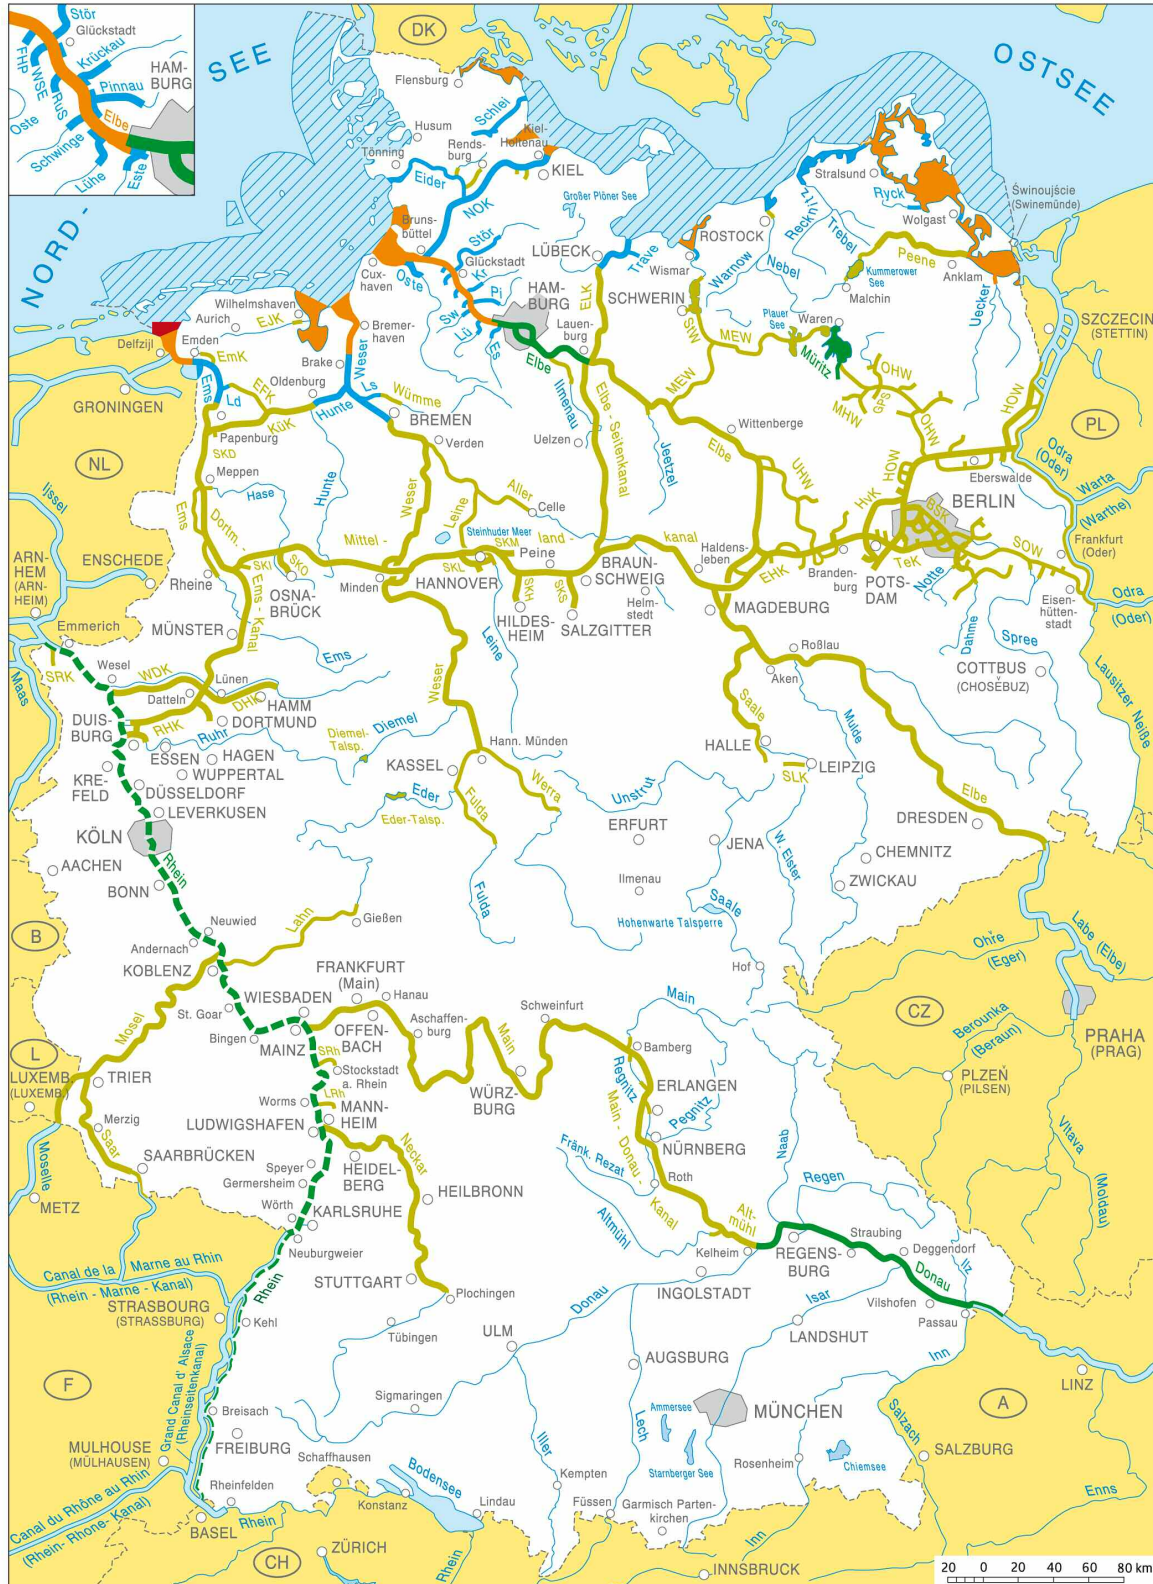 Stör
Glückstadt
Krückau
FHP
WSE
RuS
Pinnau
HAM-
BURG
Elbe
Oste
Schwinge
Lühe
Este
NORD -
SEE
OSTSEE
DK
Flensburg
Schlei
Husum
Rends-
burg
Kiel-
Holtenau
Tönning
Eider
NOK
KIEL
Großer Plöner See
Bruns-
büttel
Stör
Glückstadt
Cux-
haven
Oste
Kr
Pi
Sw
Lü
Es
HAM-
BURG
LÜBECK
Trave
ELK
Lauen-
burg
Elbe
Stralsund
Ryck
Wolgast
Świnoujście
(Swinemünde)
Recknitz
Trebel
ROSTOCK
Wismar
Warnow
Nebel
Peene
Anklam
Kummerower
See
Malchin
Uecker
SCHWERIN
Plauer
See
Waren
SZCZECIN
(STETTIN)
StW
MEW
MEW
Müritz
OHW
MHW
GPS
OHW
HOW
PL
Wilhelmshaven
Aurich
EJK
Delfzijl
Emden
EmK
Bremer-
haven
Brake
Weser
Ems
Ld
EFK
Oldenburg
Hunte
Ls
Wümme
BREMEN
Verden
GRONINGEN
NL
Papenburg
SKD
KüK
Meppen
Hase
Hunte
Weser
Leine
Aller
Celle
Ilmenau
Uelzen
Elbe - Seitenkanal
Jeetzel
Wittenberge
Elbe
UHW
HvK
HOW
Eberswalde
BERLIN
BSK
Odra
(Oder)
Warta
(Warthe)
Frankfurt
(Oder)
Ijssel
ARN-
HEM
(ARN-
HEIM)
ENSCHEDE
Ems
Dortm. -
Ems - Kanal
Mittel -
land -
kanal
Rheine
SKI
SKO
OSNA-
BRÜCK
Minden
Steinhuder Meer
SKM
SKL
HANNOVER
Peine
SKH
SKS
HILDES-
HEIM
SALZGITTER
BRAUN-
SCHWEIG
Helm-
stedt
Haldens-
leben
EHK
Branden-
burg
POTS-
DAM
TeK
Notte
SOW
MAGDEBURG
Eisen-
hütten-
stadt
Odra
(Oder)
Dahme
Spree
COTTBUS
(CHOŚEBUZ)
Lausitzer Neiße
Emmerich
MÜNSTER
Ems
SRK
Wesel
WDK
Lünen
Datteln
DHK
HAMM
Maas
DUIS-
BURG
RHK
DORTMUND
Ruhr
ESSEN
HAGEN
WUPPERTAL
KRE-
FELD
DÜSSELDORF
LEVERKUSEN
KÖLN
AACHEN
Rhein
BONN
Leine
Weser
Diemel
Diemel-
Talsp.
Hann. Münden
KASSEL
Eder
Eder-Talsp.
Fulda
Werra
Fulda
Roßlau
Aken
Saale
Mulde
HALLE
SLK
LEIPZIG
Unstrut
ERFURT
JENA
W. Elster
Ilmenau
Saale
Hohenwarte Talsperre
Hof
DRESDEN
Elbe
CHEMNITZ
ZWICKAU
Ohře
(Eger)
Labe (Elbe)
CZ
PRAHA
(PRAG)
Berounka
(Beraun)
PLZEŇ
(PILSEN)
Vltava
(Moldau)
B
Neuwied
Andernach
Lahn
Gießen
KOBLENZ
Mosel
St. Goar
FRANKFURT
(Main)
Hanau
WIESBADEN
OFFEN-
BACH
Aschaffen-
burg
Bingen
MAINZ
SRh
Stockstadt
a. Rhein
L
LUXEMB.
(LUXEMB.)
TRIER
Merzig
Saar
SAARBRÜCKEN
Moselle
METZ
LRh
Worms
MANN-
HEIM
LUDWIGSHAFEN
HEIDEL-
BERG
Speyer
Germersheim
Neckar
HEILBRONN
Wörth
KARLSRUHE
Neuburgweier
STUTTGART
Plochingen
Main
Schweinfurt
WÜRZ-
BURG
Main
Bamberg
Regnitz
ERLANGEN
Pegnitz
NÜRNBERG
Main - Donau -
Kanal
Fränk. Rezat
Roth
Altmühl
Alt-
mühl
Naab
Regen
Kelheim
REGENS-
BURG
Straubing
Deggendorf
Donau
Ilz
Vilshofen
Passau
INGOLSTADT
Donau
Isar
LANDSHUT
Inn
LINZ
Canal de la
Marne au Rhin
(Rhein - Marne - Kanal)
STRASBOURG
(STRASSBURG)
Rhein
Kehl
Grand Canal d' Alsace
(Rheinseitenkanal)
F
Tübingen
ULM
Sigmaringen
Iller
AUGSBURG
Lech
Ammersee
Starnberger See
MÜNCHEN
Rosenheim
Chiemsee
Salzach
SALZBURG
A
Enns
MULHOUSE
(MÜLHAUSEN)
Breisach
FREIBURG
Canal du Rhône au Rhin
(Rhein- Rhone- Kanal)
Rheinfelden
BASEL
Rhein
Schaffhausen
Konstanz
Bodensee
Lindau
CH
ZÜRICH
Rhein
Kempten
Füssen
Garmisch Parten-
kirchen
Inn
INNSBRUCK
20 0 20 40 60 80 km